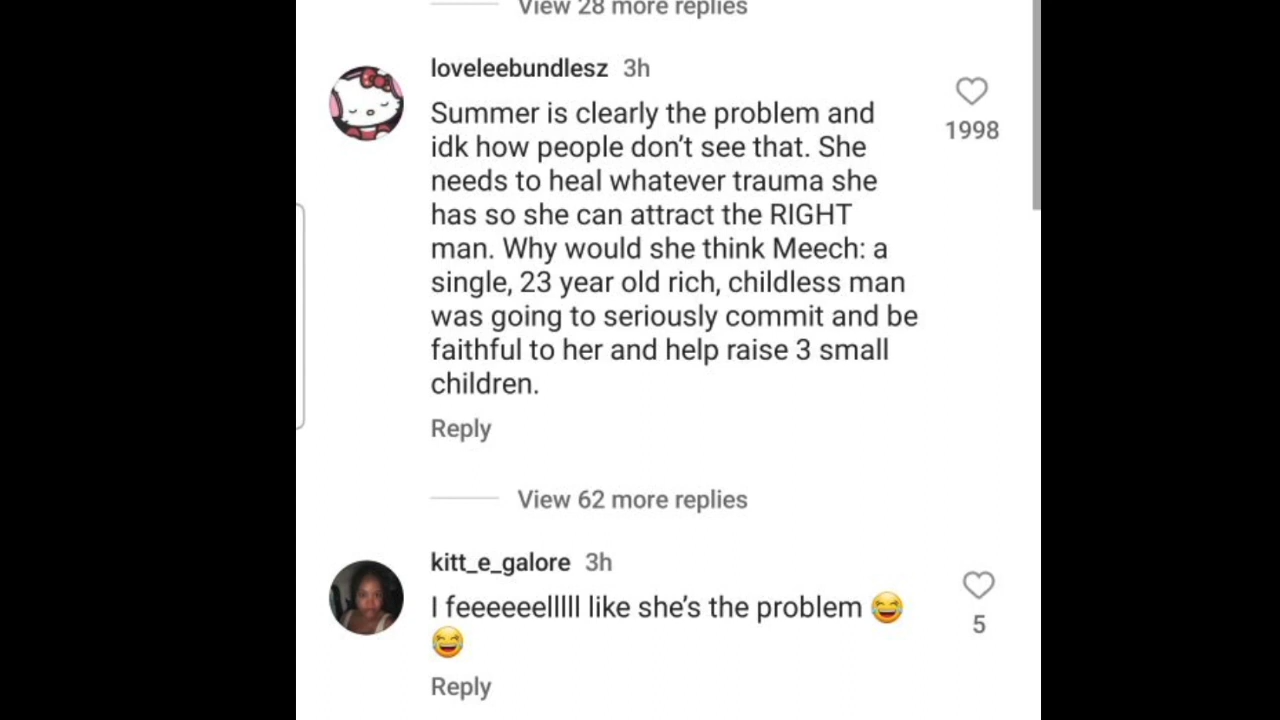 View 28 more replies
loveleebundlesz 3h
Summer is clearly the problem and
idk how people don't see that. She
needs to heal whatever trauma she
has so she can attract the RIGHT
man. Why would she think Meech: a
single, 23 year old rich, childless man
was going to seriously commit and be
faithful to her and help raise 3 small
children.
1998
Reply
View 62 more replies
kitt_e_galore 3h
I feeeeeelllll like she's the problem 😂
😂
5
Reply